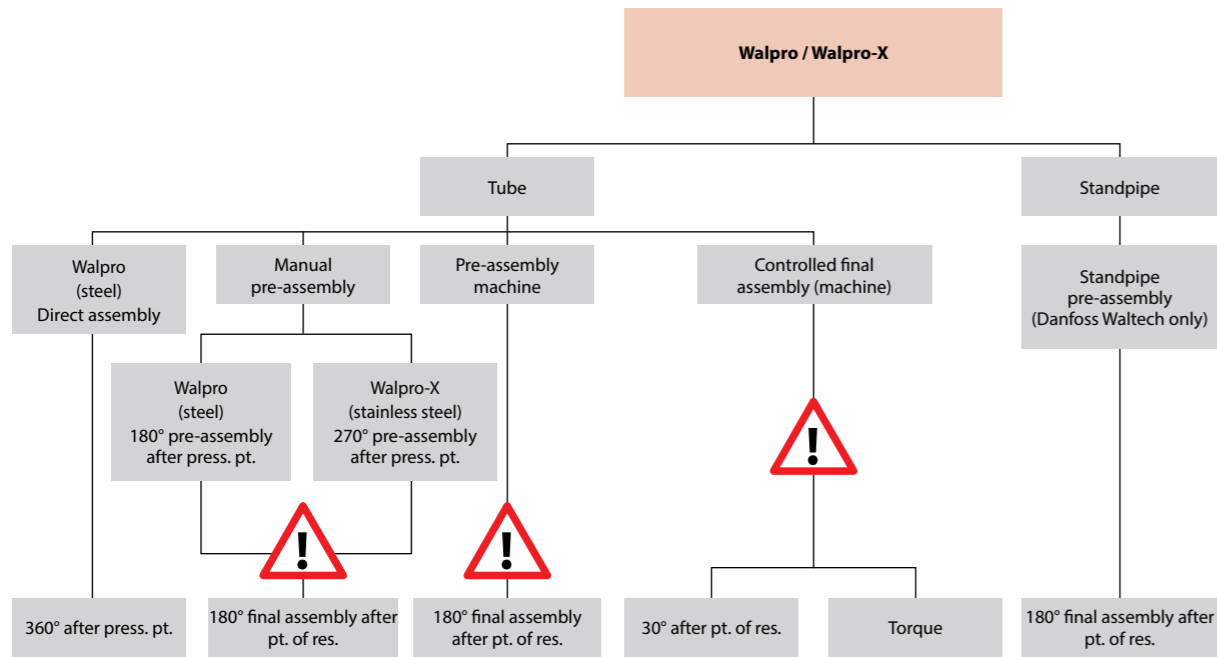 Walpro / Walpro-X
Tube
Standpipe
Walpro
(steel)
Direct assembly
Manual
pre-assembly
Pre-assembly
machine
Controlled final
assembly (machine)
Standpipe
pre-assembly
(Danfoss Waltech only)
Walpro
(steel)
180° pre-assembly
after press. pt.
Walpro-X
(stainless steel)
270° pre-assembly
after press. pt.
!
!
!
360° after press. pt.
180° final assembly after
pt. of res.
180° final assembly
after pt. of res.
30° after pt. of res.
Torque
180° final assembly after
pt. of res.